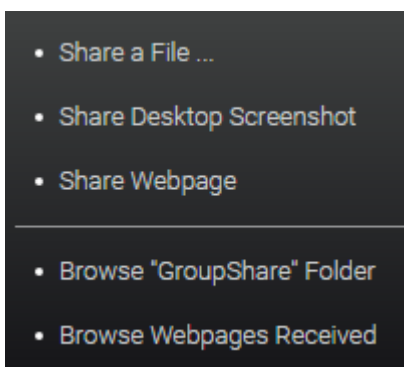 • Share a File ...
• Share Desktop Screenshot
• Share Webpage
• Browse "GroupShare" Folder
• Browse Webpages Received